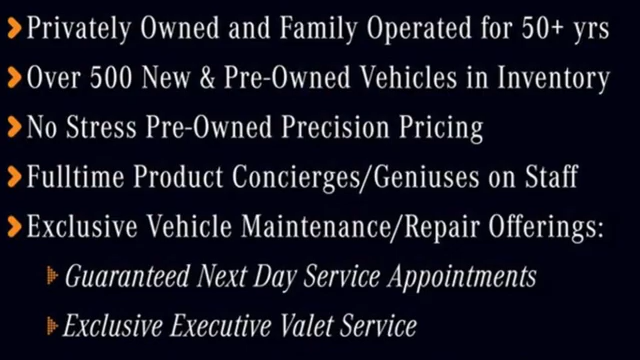 Privately Owned and Family Operated for 50+ yrs
Over 500 New & Pre-Owned Vehicles in Inventory
No Stress Pre-Owned Precision Pricing
Fulltime Product Concierges/Geniuses on Staff
Exclusive Vehicle Maintenance/Repair Offerings:
Guaranteed Next Day Service Appointments
Exclusive Executive Valet Service